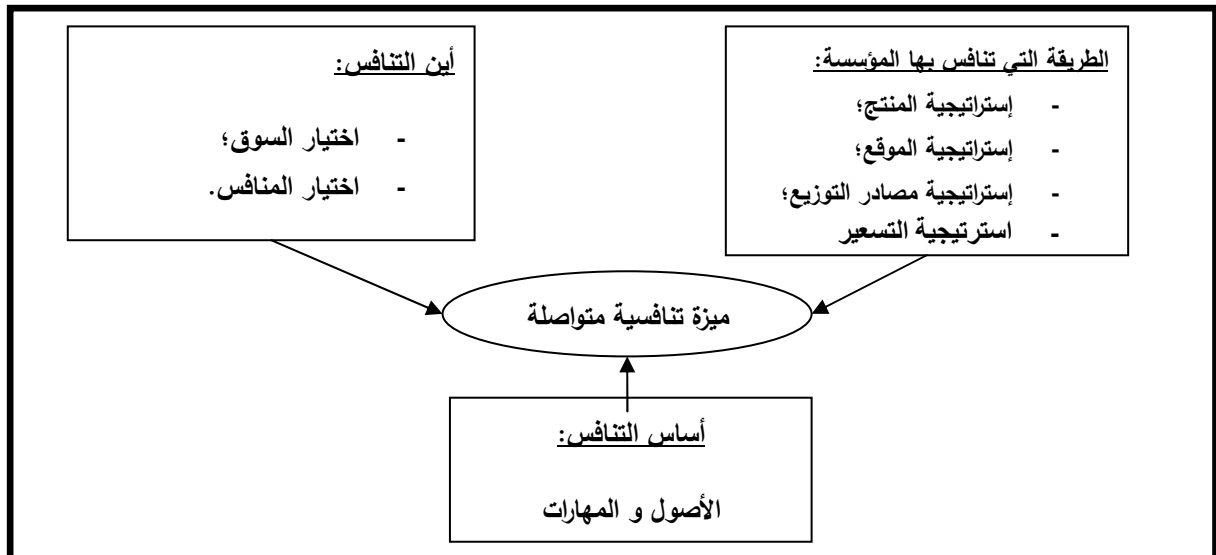 الطريقة التي تنافس بها المؤسسة:
- إستراتيجية المنتج؛
- إستراتيجية الموقع؛
- إستراتيجية مصادر التوزيع؛
- استرتيجية التسعير
أين التنافس:
- اختيار السوق؛
- اختيار المنافس.
ميزة تنافسية متواصلة
أساس التنافس:
الأصول و المهارات